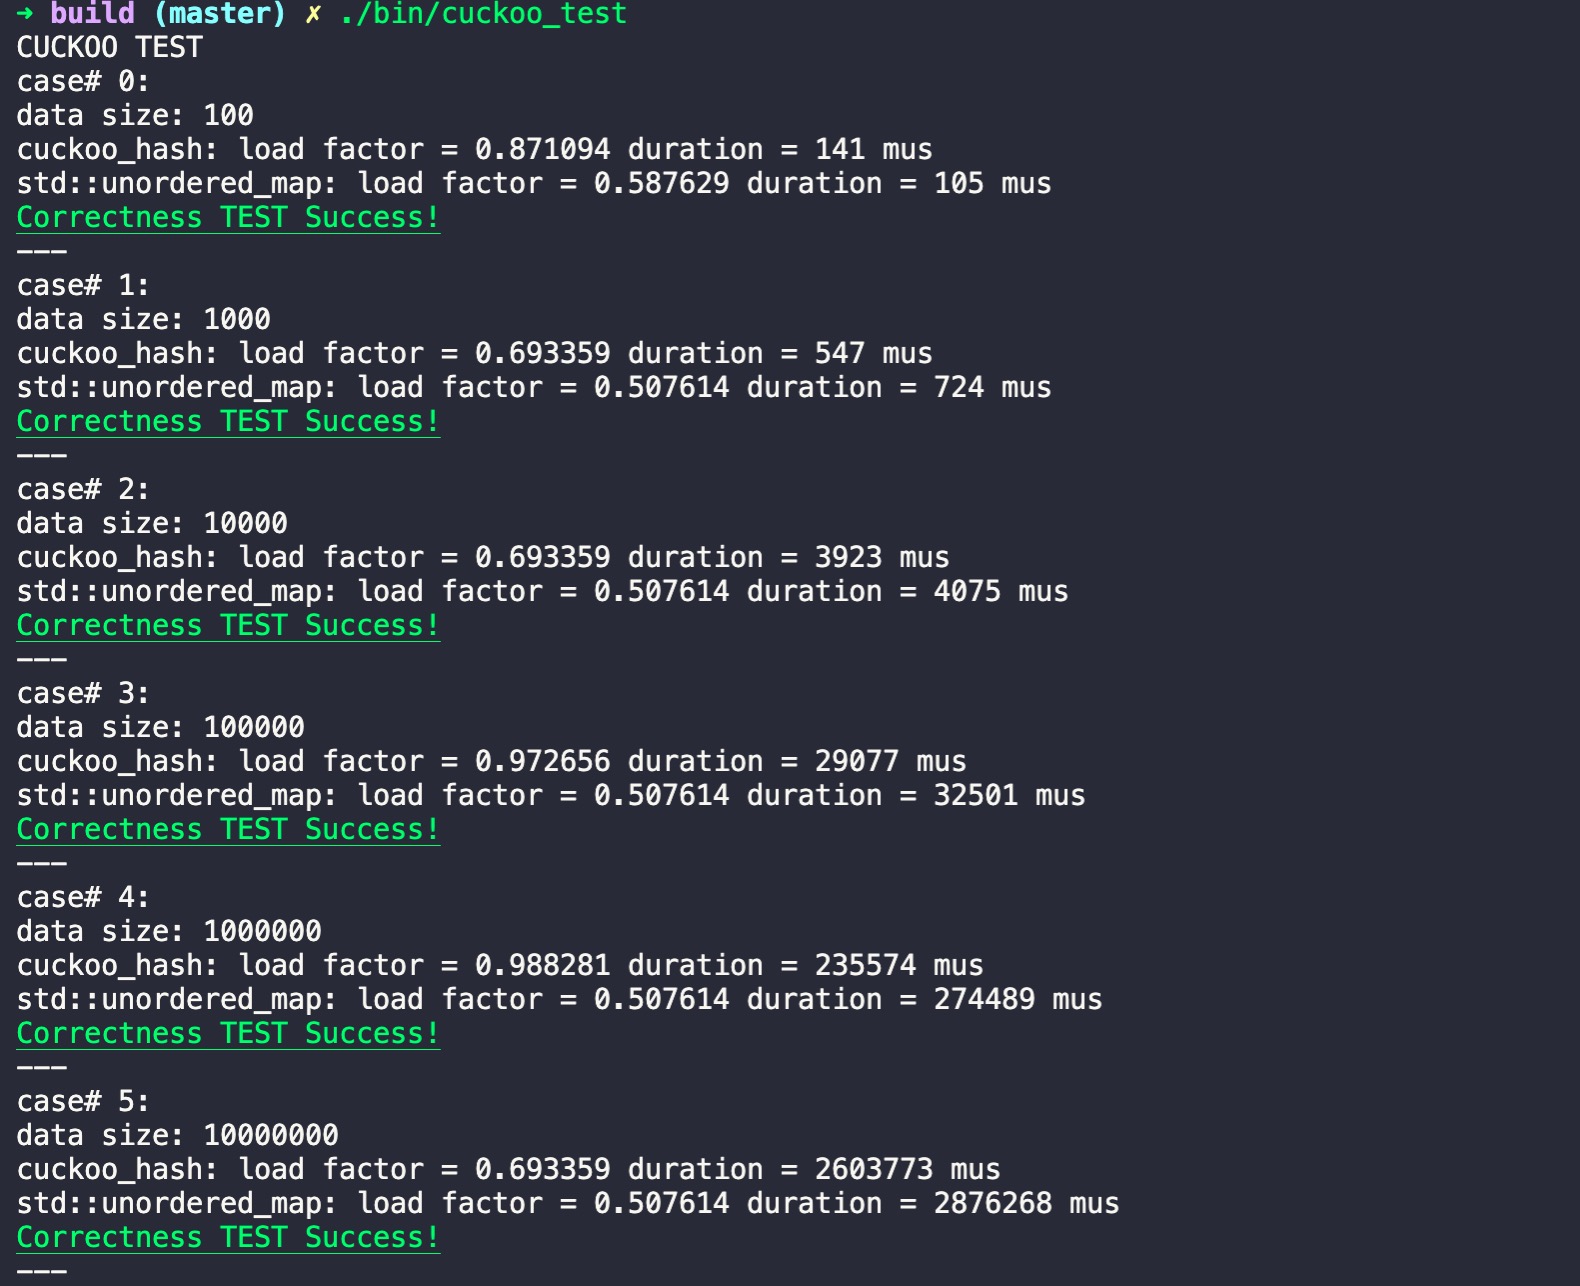 ➜ build (master) ✗ ./bin/cuckoo_test
CUCKOO TEST
case# 0:
data size: 100
cuckoo_hash: load factor = 0.871094 duration = 141 mus
std::unordered_map: load factor = 0.587629 duration = 105 mus
Correctness TEST Success!
---
case# 1:
data size: 1000
cuckoo_hash: load factor = 0.693359 duration = 547 mus
std::unordered_map: load factor = 0.507614 duration = 724 mus
Correctness TEST Success!
---
case# 2:
data size: 10000
cuckoo_hash: load factor = 0.693359 duration = 3923 mus
std::unordered_map: load factor = 0.507614 duration = 4075 mus
Correctness TEST Success!
---
case# 3:
data size: 100000
cuckoo_hash: load factor = 0.972656 duration = 29077 mus
std::unordered_map: load factor = 0.507614 duration = 32501 mus
Correctness TEST Success!
---
case# 4:
data size: 1000000
cuckoo_hash: load factor = 0.988281 duration = 235574 mus
std::unordered_map: load factor = 0.507614 duration = 274489 mus
Correctness TEST Success!
---
case# 5:
data size: 10000000
cuckoo_hash: load factor = 0.693359 duration = 2603773 mus
std::unordered_map: load factor = 0.507614 duration = 2876268 mus
Correctness TEST Success!
---